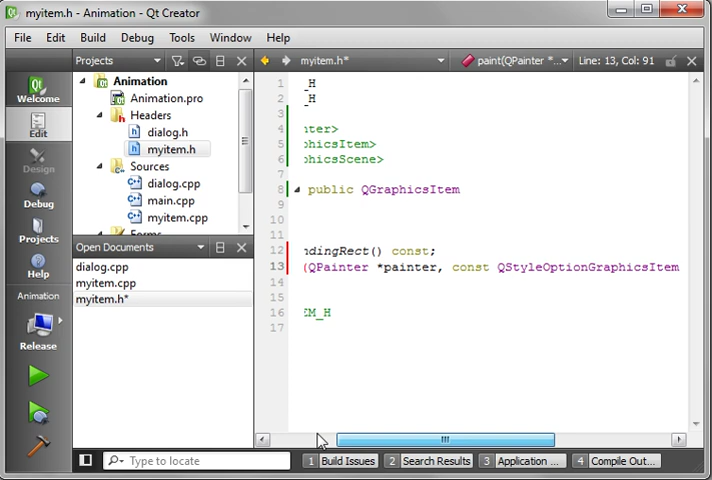 myitem.h - Animation - Qt Creator
File Edit Build Debug Tools Window Help
Projects
myitem.h*
paint(QPainter *...
Line: 13, Col: 91
Welcome
Edit
Design
Debug
Projects
Help
Animation
Release
Animation
Animation.pro
Headers
dialog.h
myitem.h
Sources
dialog.cpp
main.cpp
myitem.cpp
Forms
Open Documents
dialog.cpp
myitem.cpp
myitem.h*
1 _H
2 _H
3
4 nter>
5 phicsItem>
6 phicsScene>
7
8 public QGraphicsItem
9
10
11
12 ndingRect() const;
13 (QPainter *painter, const QStyleOptionGraphicsItem
14
15
16 EM_H
17
Type to locate
1 Build Issues
2 Search Results
3 Application ...
4 Compile Out...